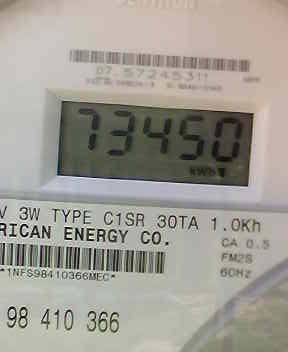 07.57245311
73450
kWh
V 3W TYPE C1SR 30TA 1.0Kh
RICAN ENERGY CO.
CA 0.5
FM2S
60Hz
*1NFS98410366MEC*
98 410 366